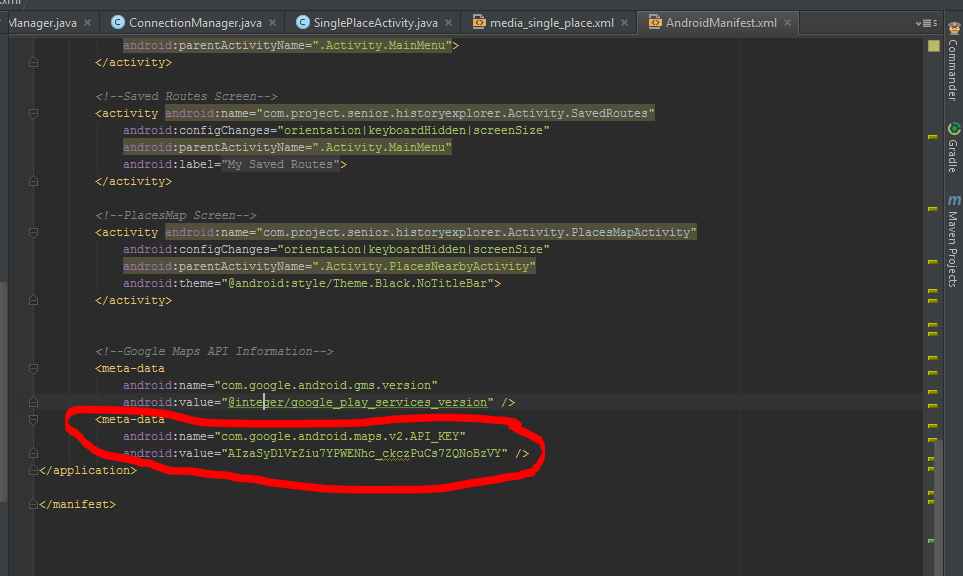 .xml
Manager.java
ConnectionManager.java
SinglePlaceActivity.java
media_single_place.xml
AndroidManifest.xml
android:parentActivityName=".Activity.MainMenu">
</activity>
<!--Saved Routes Screen-->
<activity android:name="com.project.senior.historyexplorer.Activity.SavedRoutes"
android:configChanges="orientation|keyboardHidden|screenSize"
android:parentActivityName=".Activity.MainMenu"
android:label="My Saved Routes">
</activity>
<!--PlacesMap Screen-->
<activity android:name="com.project.senior.historyexplorer.Activity.PlacesMapActivity"
android:configChanges="orientation|keyboardHidden|screenSize"
android:parentActivityName=".Activity.PlacesNearbyActivity"
android:theme="@android:style/Theme.Black.NoTitleBar">
</activity>
<!--Google Maps API Information-->
<meta-data
android:name="com.google.android.gms.version"
android:value="@integer/google_play_services_version" />
<meta-data
android:name="com.google.android.maps.v2.API_KEY"
android:value="AIzaSyDlVrZiu7YPWENhc_ckczPuCs7ZQNoBzVY" />
</application>
</manifest>
Commander
Gradle
m Maven Projects